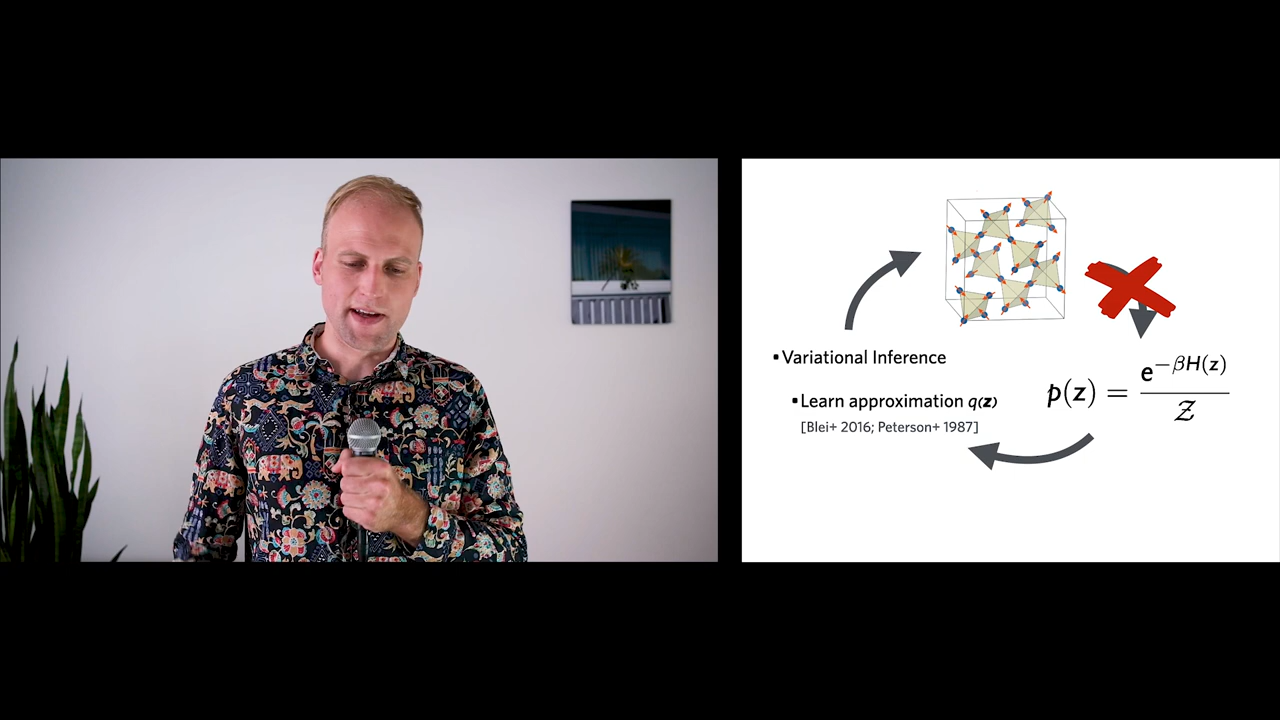 ▪Variational Inference
▪Learn approximation q(z)
[Blei+ 2016; Peterson+ 1987]
p(z) = e^{−βH(z)} / 𝒵